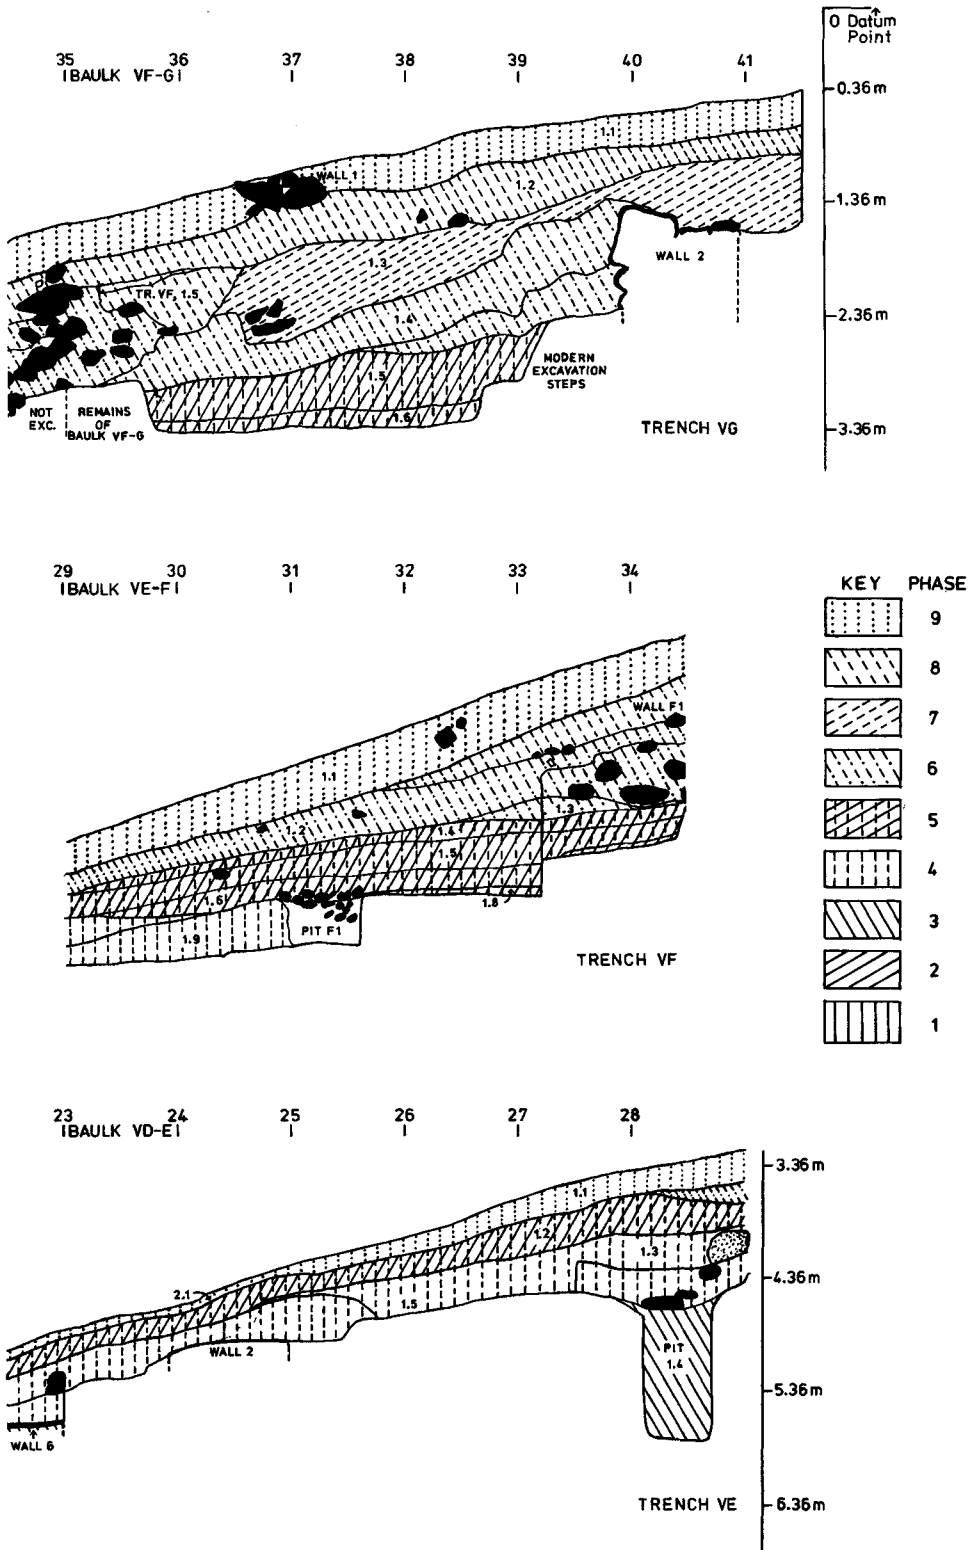 0 Datum
Point
35 36 37 38 39 40 41
BAULK VF-G
0.36m
1.1
WALL 1
1.2
1.36m
WALL 2
1.3
TR. VF, 1.5
1.4
2.36m
MODERN
EXCAVATION
STEPS
1.5
NOT
EXC.
REMAINS
OF
BAULK VF-G
1.6
TRENCH VG
3.36m
29 30 31 32 33 34
BAULK VE-F
KEY PHASE
9
8
7
6
5
4
3
2
1
WALL F1
1.1
1.2
1.3
1.4
1.5
1.6
1.8
1.9
PIT F1
TRENCH VF
23 24 25 26 27 28
BAULK VD-E
3.36m
1.1
1.2
1.3
4.36m
2.1
1.5
WALL 2
PIT
1.4
5.36m
WALL 6
TRENCH VE
6.36m